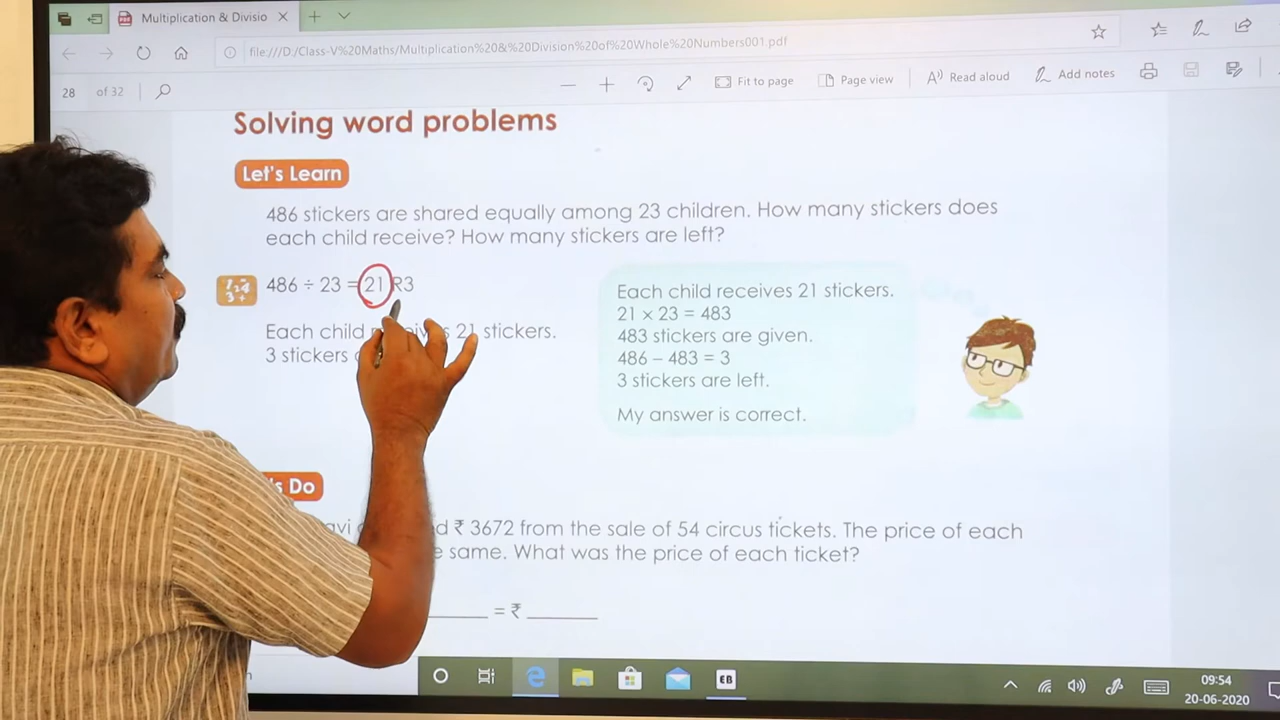 Multiplication & Divisio
file:///D:/Class-V%20Maths/Multiplication%20&%20Division%20of%20Whole%20Numbers001.pdf
28 of 32
Fit to page
Page view
Read aloud
Add notes
Solving word problems
Let's Learn
486 stickers are shared equally among 23 children. How many stickers does
each child receive? How many stickers are left?
486 ÷ 23 = 21 R3
Each child 21 stickers.
3 stickers
Each child receives 21 stickers.
21 × 23 = 483
483 stickers are given.
486 – 483 = 3
3 stickers are left.
My answer is correct.
s Do
₹ 3672 from the sale of 54 circus tickets. The price of each
same. What was the price of each ticket?
= ₹
EB
09:54
20-06-2020